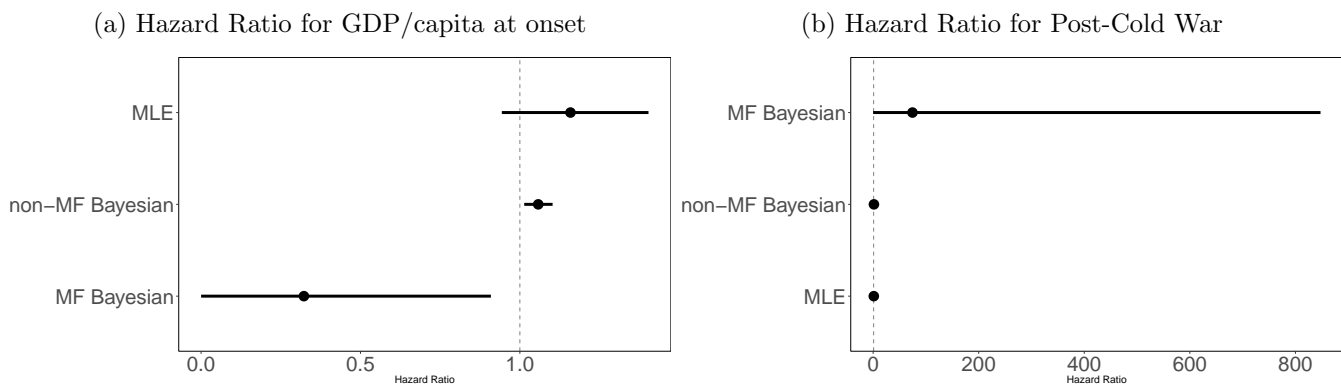 (a) Hazard Ratio for GDP/capita at onset
MLE
non−MF Bayesian
MF Bayesian
0.0 0.5 1.0
Hazard Ratio
(b) Hazard Ratio for Post-Cold War
MF Bayesian
non−MF Bayesian
MLE
0 200 400 600 800
Hazard Ratio